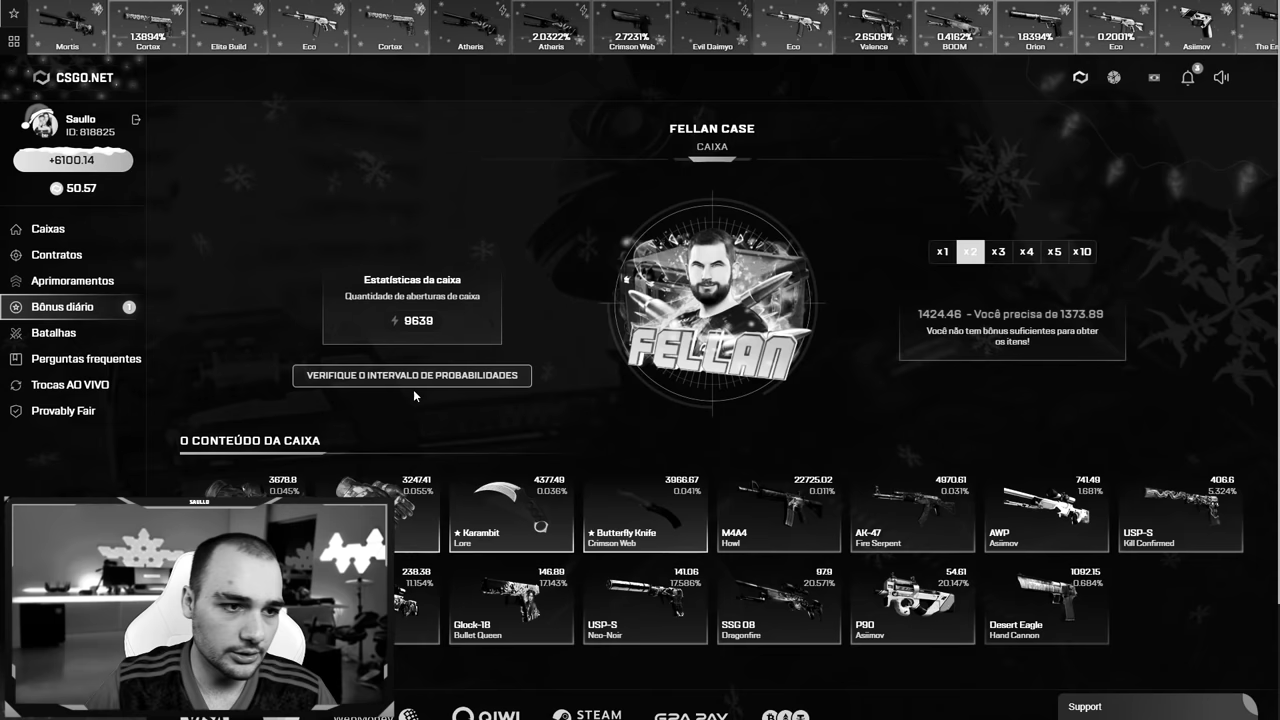 1.3894%
2.0322%
2.7231%
2.6509%
0.4162%
1.8394%
0.2001%
Mortis
Cortex
Elite Build
Eco
Cortex
Atheris
Atheris
Crimson Web
Evil Daimyo
Eco
Valence
BOOM
Orion
Eco
Asiimov
CSGO.NET
3
Saullo
ID: 818825
+6100.14
50.57
Caixas
Contratos
Aprimoramentos
Bônus diário 1
Batalhas
Perguntas frequentes
Trocas AO VIVO
Provably Fair
FELLAN CASE
CAIXA
Estatísticas da caixa
Quantidade de aberturas de caixa
9639
VERIFIQUE O INTERVALO DE PROBABILIDADES
FELLAN
x1 x2 x3 x4 x5 x10
1424.46 - Você precisa de 1373.89
Você não tem bônus suficientes para obter
os itens!
O CONTEÚDO DA CAIXA
3678.8
0.045%
3247.41
0.055%
4377.49
0.036%
★ Karambit
Lore
3966.67
0.041%
★ Butterfly Knife
Crimson Web
22725.02
0.011%
M4A4
Howl
4970.61
0.031%
AK-47
Fire Serpent
741.49
1.681%
AWP
Asiimov
406.6
5.324%
USP-S
Kill Confirmed
238.38
11.154%
146.89
17.143%
Glock-18
Bullet Queen
141.06
17.586%
USP-S
Neo-Noir
97.9
20.571%
SSG 08
Dragonfire
54.61
20.147%
P90
Asiimov
1092.15
0.684%
Desert Eagle
Hand Cannon
SAULLO
QIWI
STEAM
Support